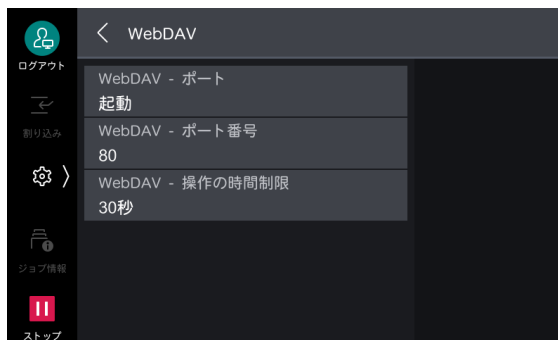 WebDAV
ログアウト
WebDAV - ポート
起動
割り込み
WebDAV - ポート番号
80
WebDAV - 操作の時間制限
30秒
ジョブ情報
ストップ